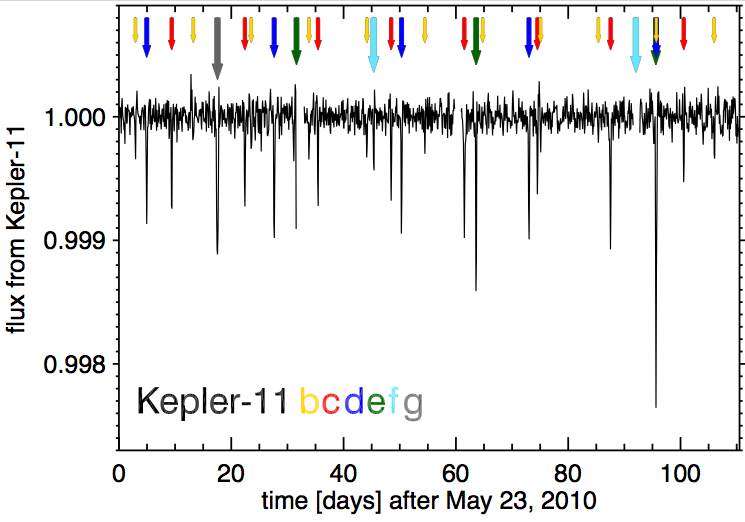 1.000
0.999
0.998
flux from Kepler-11
Kepler-11 bcdefg
0 20 40 60 80 100
time [days] after May 23, 2010